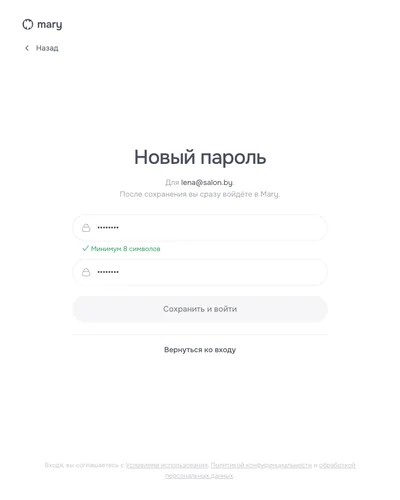 mary
Назад
Новый пароль
Для lena@salon.by.
После сохранения вы сразу войдёте в Mary.
••••••••
Минимум 8 символов
••••••••
Сохранить и войти
Вернуться ко входу
Входя, вы соглашаетесь с Условиями использования, Политикой конфиденциальности и обработкой
персональных данных.